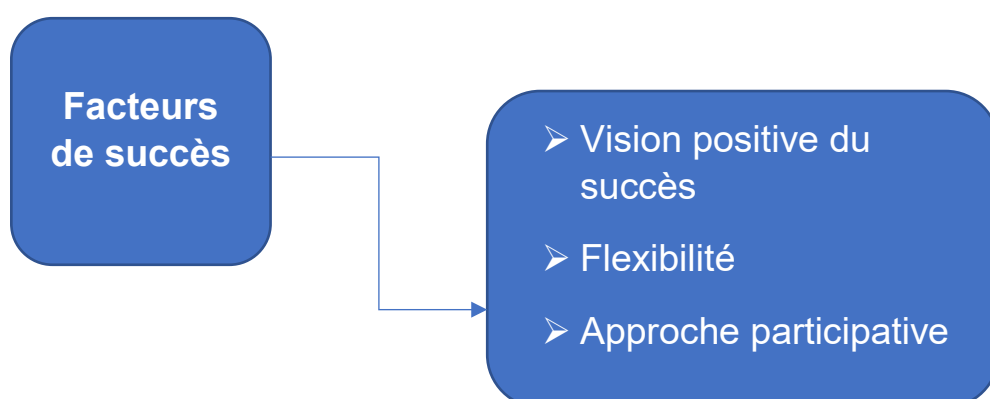 Facteurs
de succès
➢ Vision positive du
succès
➢ Flexibilité
➢ Approche participative